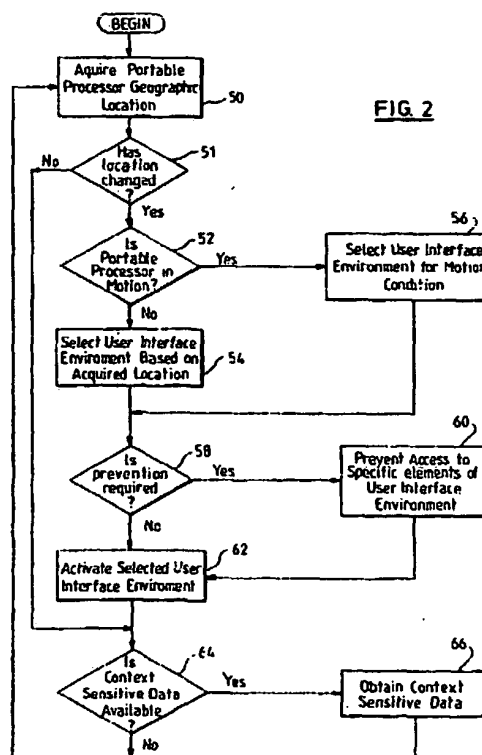 BEGIN
Aquire Portable
Processor Geographic
Location
50
FIG. 2
Has
location
changed
?
51
No
Yes
Is
Portable
Processor in
Motion?
52
Yes
56
Select User Interface
Environment for Motion
Condition
No
Select User Interface
Enviroment Based on
Acquired Location
54
Is
prevention
required
?
58
Yes
60
Prevent Access to
Specific elements of
User Interface
Environment
No
62
Activate Selected User
Interface Enviroment
Is
Context
Sensitive Data
Available
?
64
Yes
66
Obtain Context
Sensitive Data
No